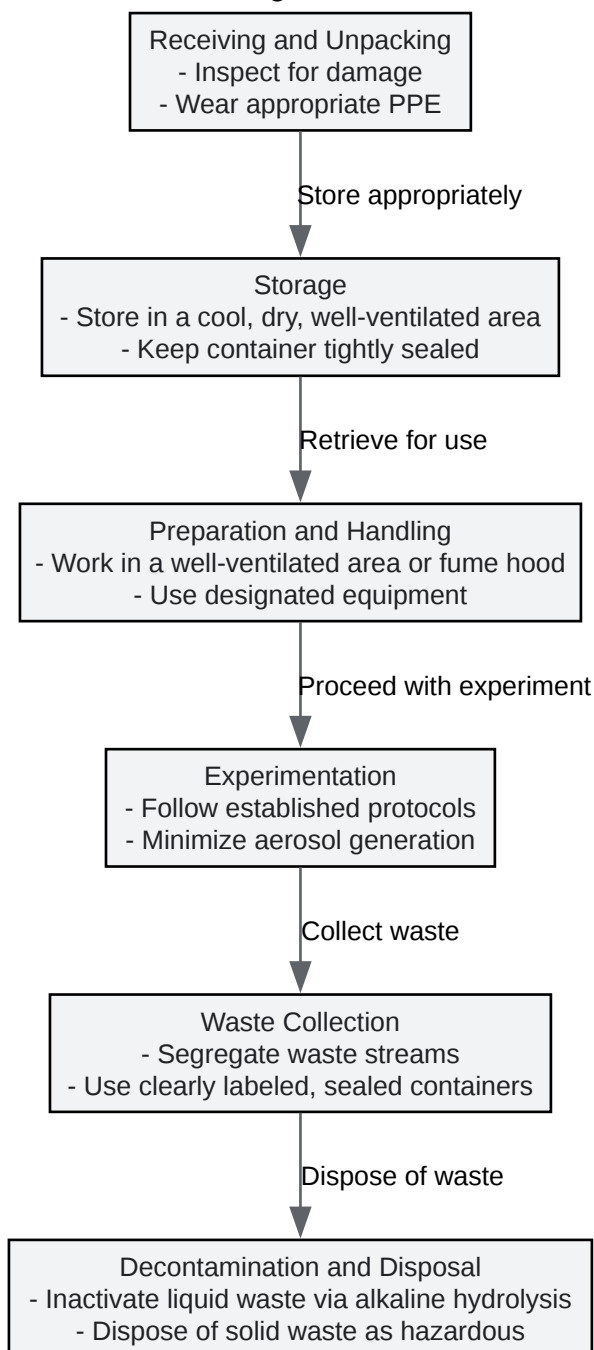 Receiving and Unpacking
- Inspect for damage
- Wear appropriate PPE
Store appropriately
Storage
- Store in a cool, dry, well-ventilated area
- Keep container tightly sealed
Retrieve for use
Preparation and Handling
- Work in a well-ventilated area or fume hood
- Use designated equipment
Proceed with experiment
Experimentation
- Follow established protocols
- Minimize aerosol generation
Collect waste
Waste Collection
- Segregate waste streams
- Use clearly labeled, sealed containers
Dispose of waste
Decontamination and Disposal
- Inactivate liquid waste via alkaline hydrolysis
- Dispose of solid waste as hazardous